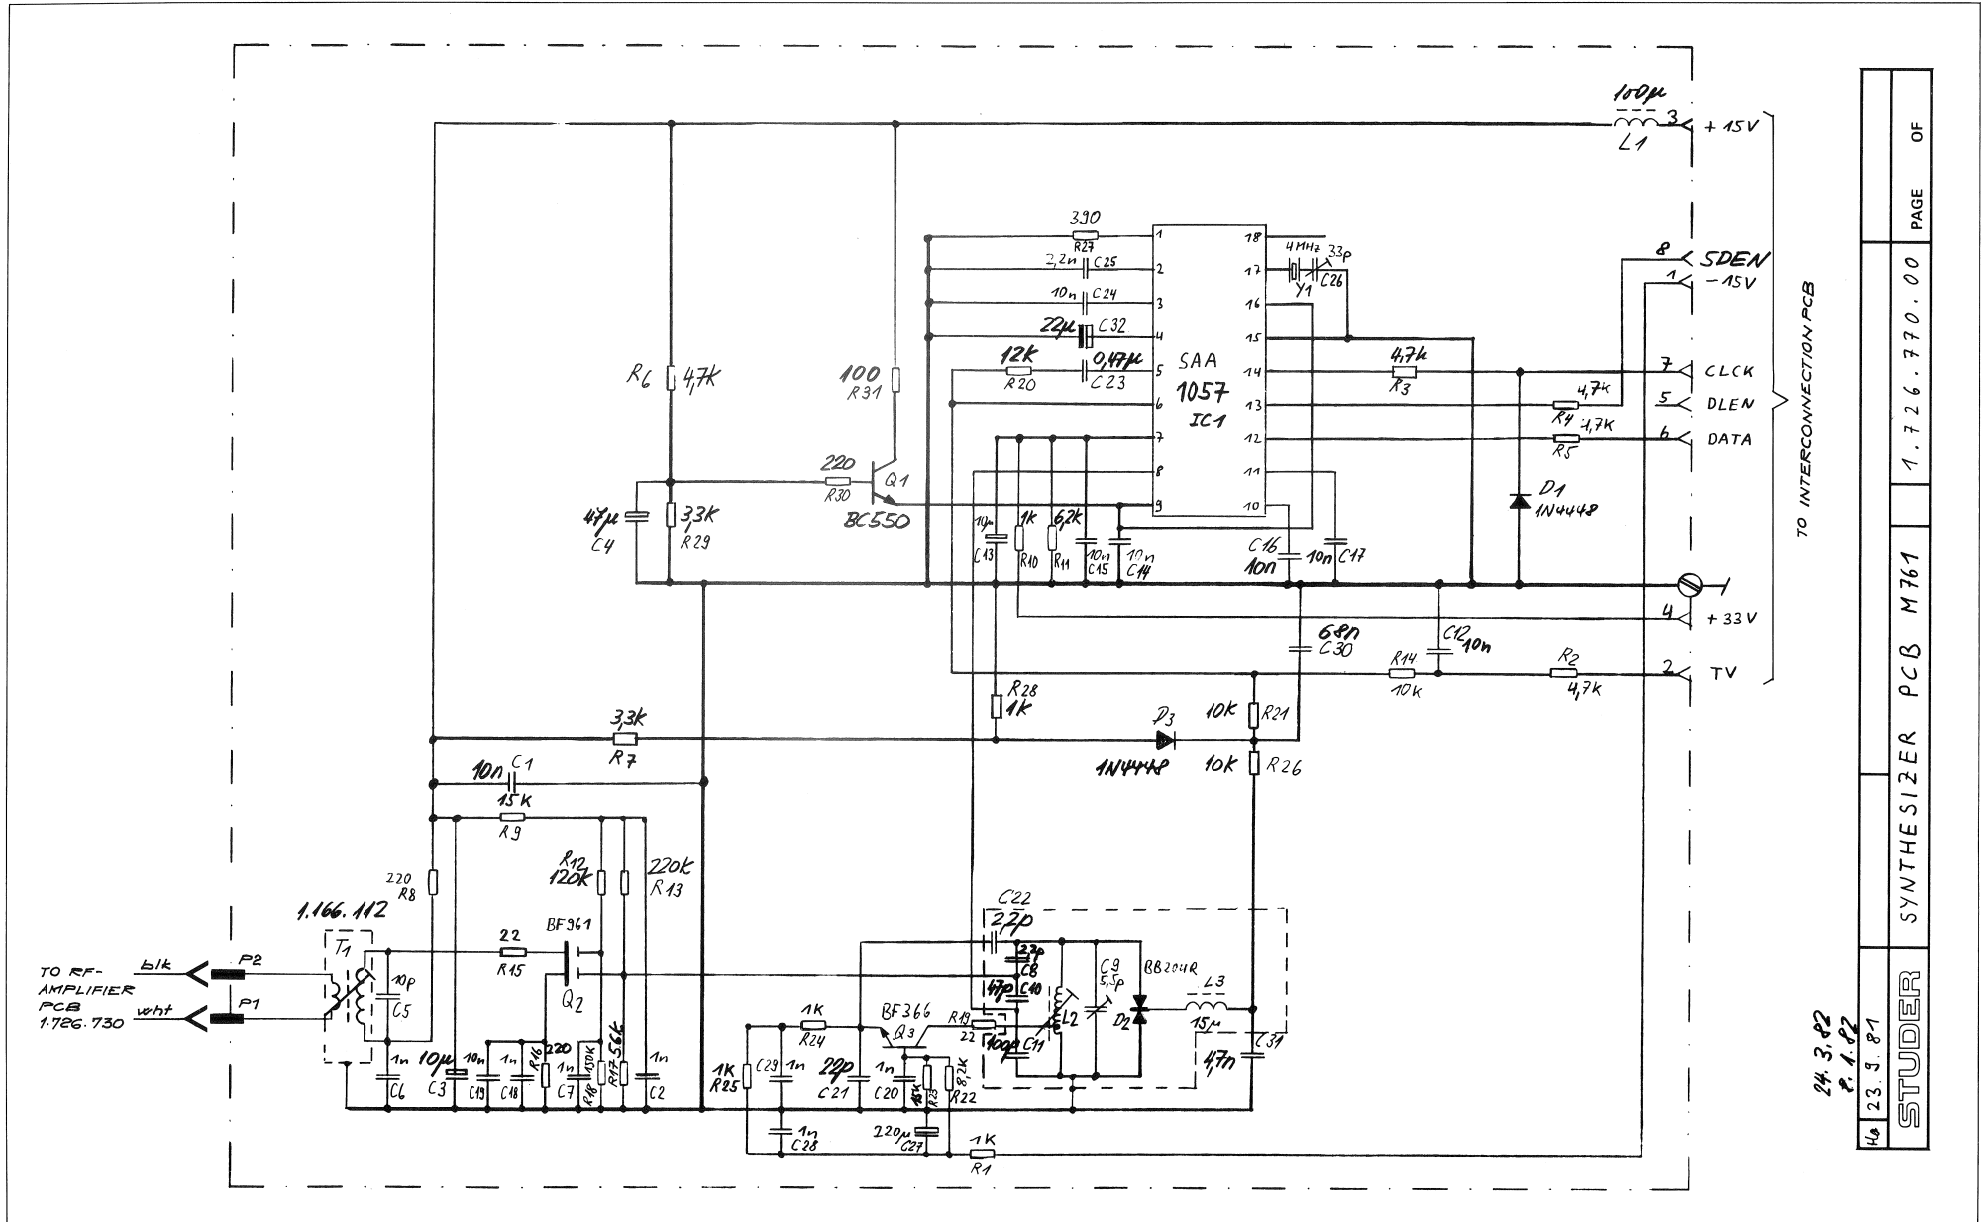 100µ
L1
3
+15V
8
SDEN
1
-15V
7
CLCK
5
DLEN
6
DATA
4
+33V
2
TV
TO INTERCONNECTION PCB
390
R27
2,2n
C25
10n
C24
22µ
C32
12K
R20
0,47µ
C23
SAA
1057
IC1
1
2
3
4
5
6
7
8
9
18
17
16
15
14
13
12
11
10
4MHz
33p
Y1
C26
4,7k
R3
4,7K
R4
4,7K
R5
D1
1N4448
R6
4,7K
100
R31
220
R30
Q1
BC550
47µ
C4
3,3K
R29
10µ
C13
1K
R10
6,2K
R11
10n
C15
10n
C14
C16
10n
10n
C17
68n
C30
C12
10n
R14
10K
R2
4,7K
R28
1K
3,3K
R7
D3
1N4448
10K
R21
10K
R26
10n
C1
15K
R9
R12
120K
220K
R13
220
R8
1.166.112
T1
22
R15
BF961
Q2
TO RF-
AMPLIFIER
PCB
1.726.730
blk
wht
P2
P1
10p
C5
1n
C6
10µ
C3
10n
C19
1n
C18
R16
220
1n
C7
150K
R18
56K
R17
1n
C2
C22
2,2p
22p
C8
47p
C10
100p
C11
L2
C9
5,5p
BB204R
D2
L3
15µ
47n
C31
1K
R24
BF366
Q3
R19
22
1K
R25
C29
1n
22p
C21
1n
C20
15K
R23
8,2K
R22
1n
C28
220µ
C27
1K
R1
PAGE OF
1.726.770.00
SYNTHESIZER PCB M761
STUDER
24.3.82
8.1.82
23.9.81
Ha